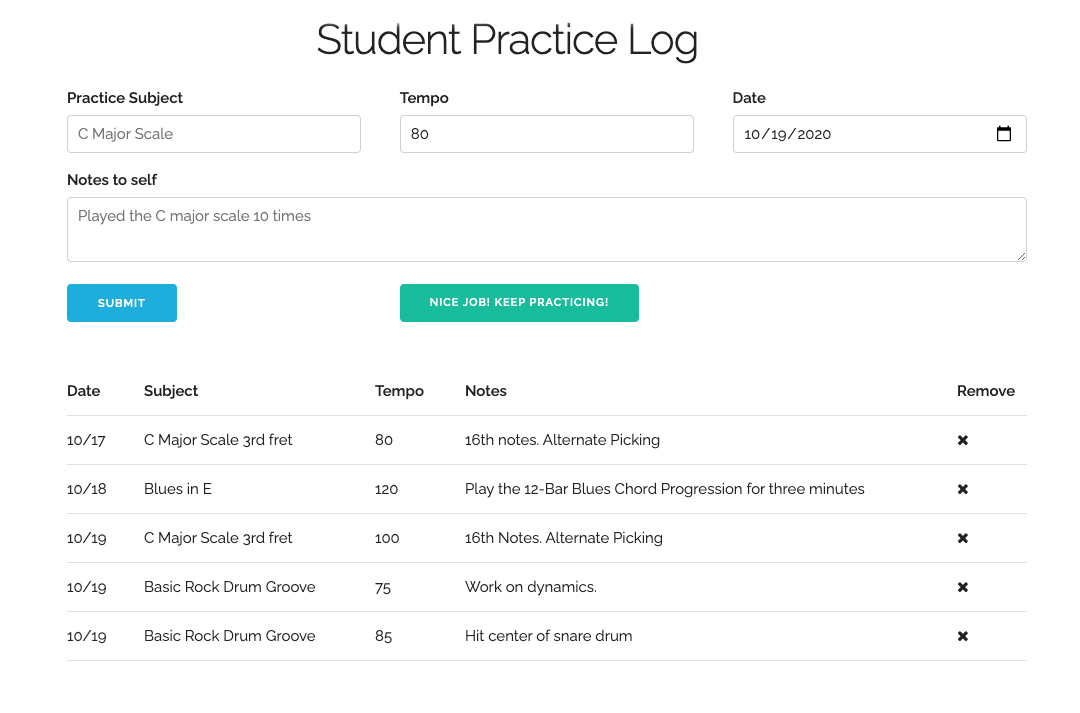 Student Practice Log
Practice Subject Tempo Date
C Major Scale 80 10/19/2020
Notes to self
Played the C major scale 10 times
SUBMIT NICE JOB! KEEP PRACTICING!
Date Subject Tempo Notes Remove
10/17 C Major Scale 3rd fret 80 16th notes. Alternate Picking ✖
10/18 Blues in E 120 Play the 12-Bar Blues Chord Progression for three minutes ✖
10/19 C Major Scale 3rd fret 100 16th Notes. Alternate Picking ✖
10/19 Basic Rock Drum Groove 75 Work on dynamics. ✖
10/19 Basic Rock Drum Groove 85 Hit center of snare drum ✖